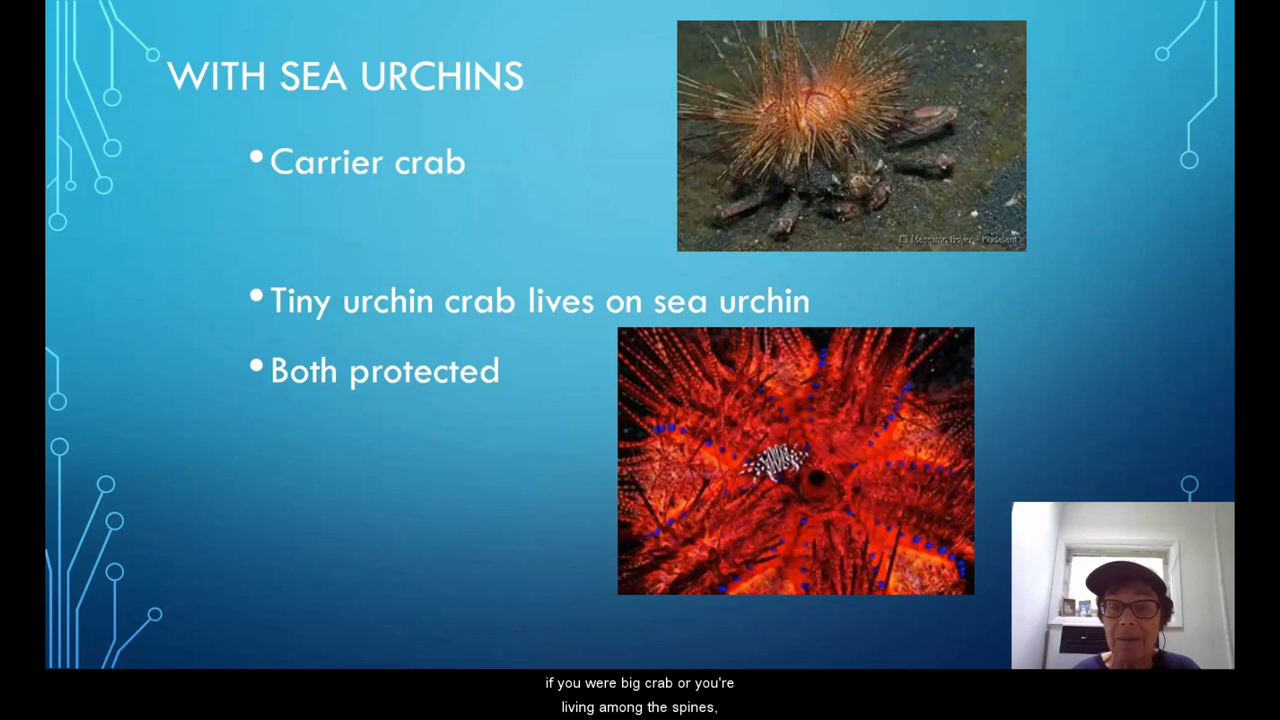 WITH SEA URCHINS
•Carrier crab
•Tiny urchin crab lives on sea urchin
•Both protected
if you were big crab or you're
living among the spines,